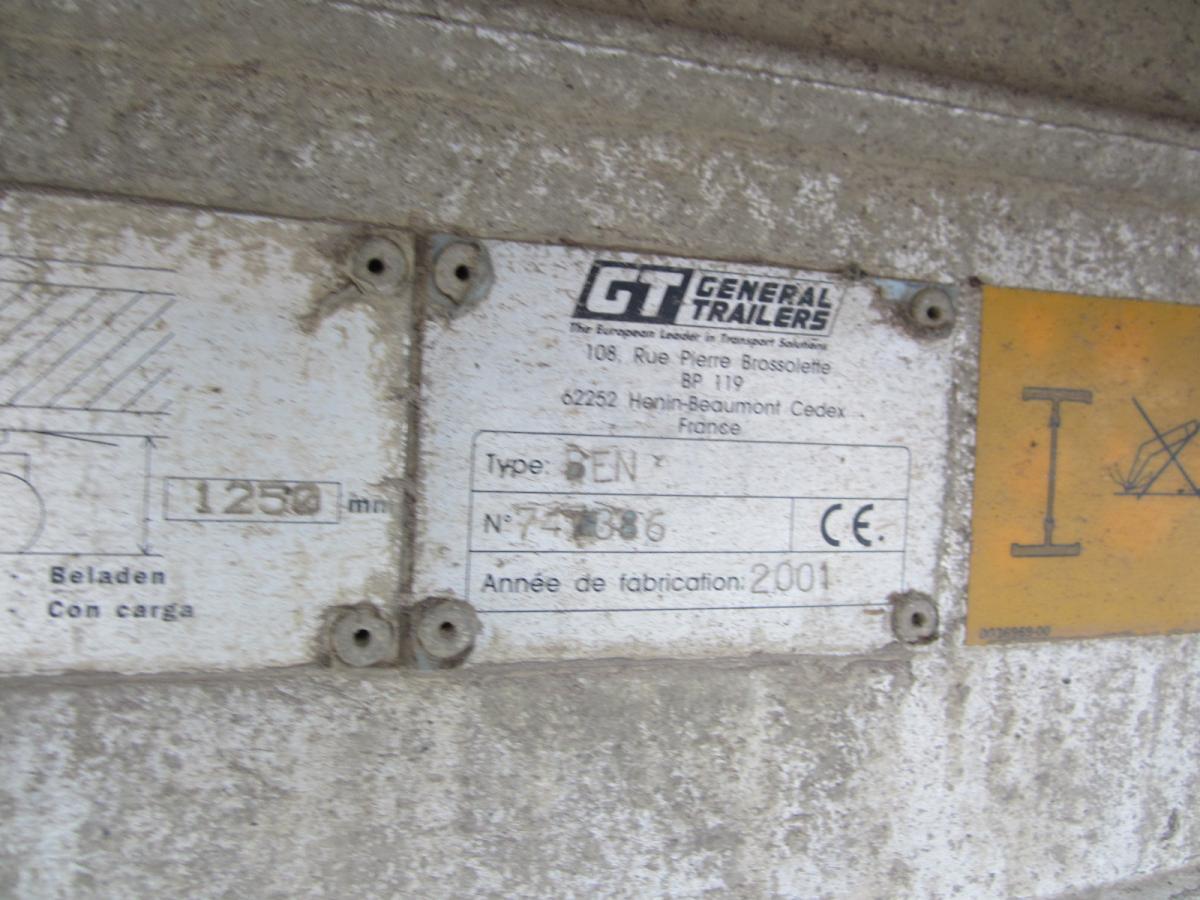 1250 mm
Beladen
Con carga
GT GENERAL
TRAILERS
The European Leader in Transport Solutions
108, Rue Pierre Brossolette
BP 119
62252 Henin-Beaumont Cedex
France
Type: BEN
N°
CE.
Année de fabrication: 2001